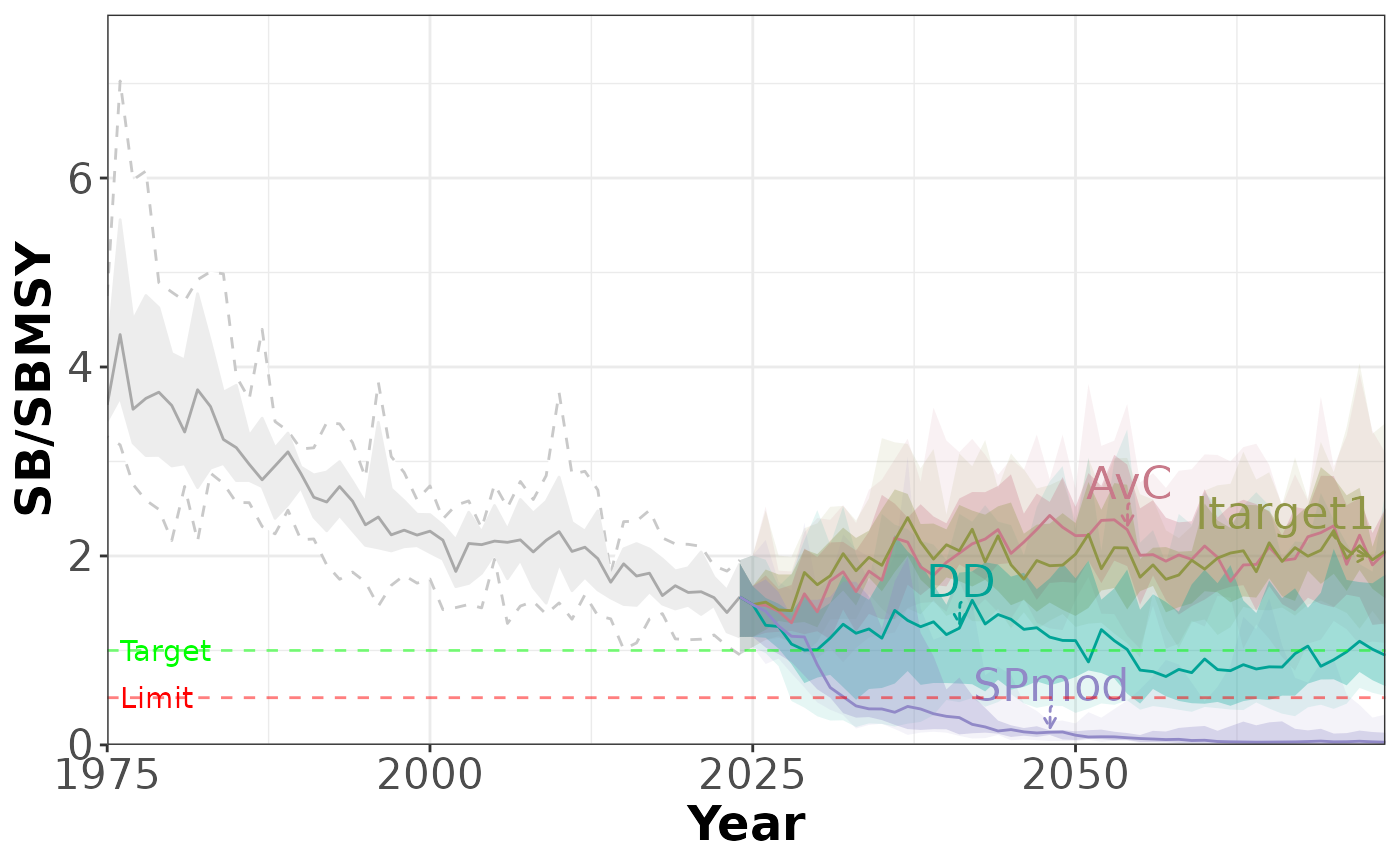 SB/SBMSY
6
4
2
0
AvC
Itarget1
DD
Target
SPmod
Limit
1975
2000
2025
2050
Year